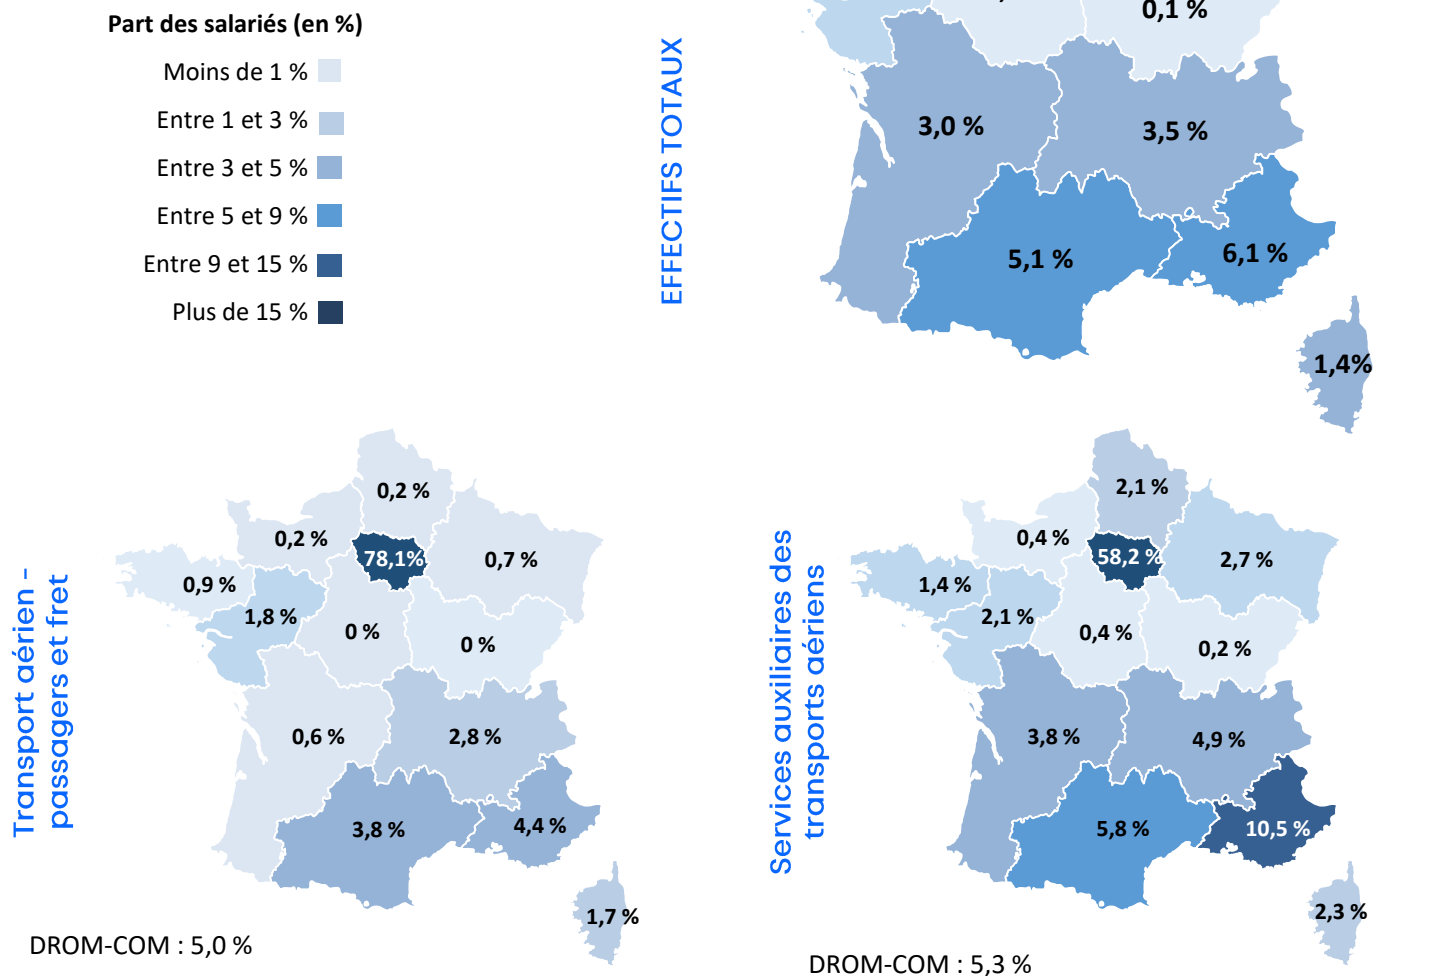 Part des salariés (en %)
Moins de 1 %
Entre 1 et 3 %
Entre 3 et 5 %
Entre 5 et 9 %
Entre 9 et 15 %
Plus de 15 %
EFFECTIFS TOTAUX
0,1 %
3,0 %
3,5 %
5,1 %
6,1 %
1,4%
Transport aérien -
passagers et fret
0,2 %
0,2 %
78,1%
0,7 %
0,9 %
1,8 %
0 %
0 %
0,6 %
2,8 %
3,8 %
4,4 %
1,7 %
DROM-COM : 5,0 %
Services auxiliaires des
transports aériens
2,1 %
0,4 %
58,2 %
2,7 %
1,4 %
2,1 %
0,4 %
0,2 %
3,8 %
4,9 %
5,8 %
10,5 %
2,3 %
DROM-COM : 5,3 %